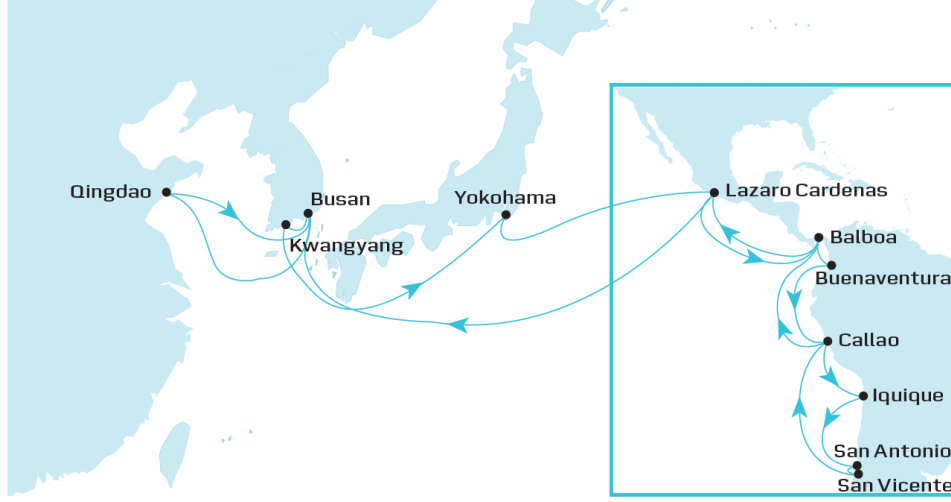 Qingdao
Busan
Kwangyang
Yokohama
Lazaro Cardenas
Balboa
Buenaventura
Callao
Iquique
San Antonio
San Vicente